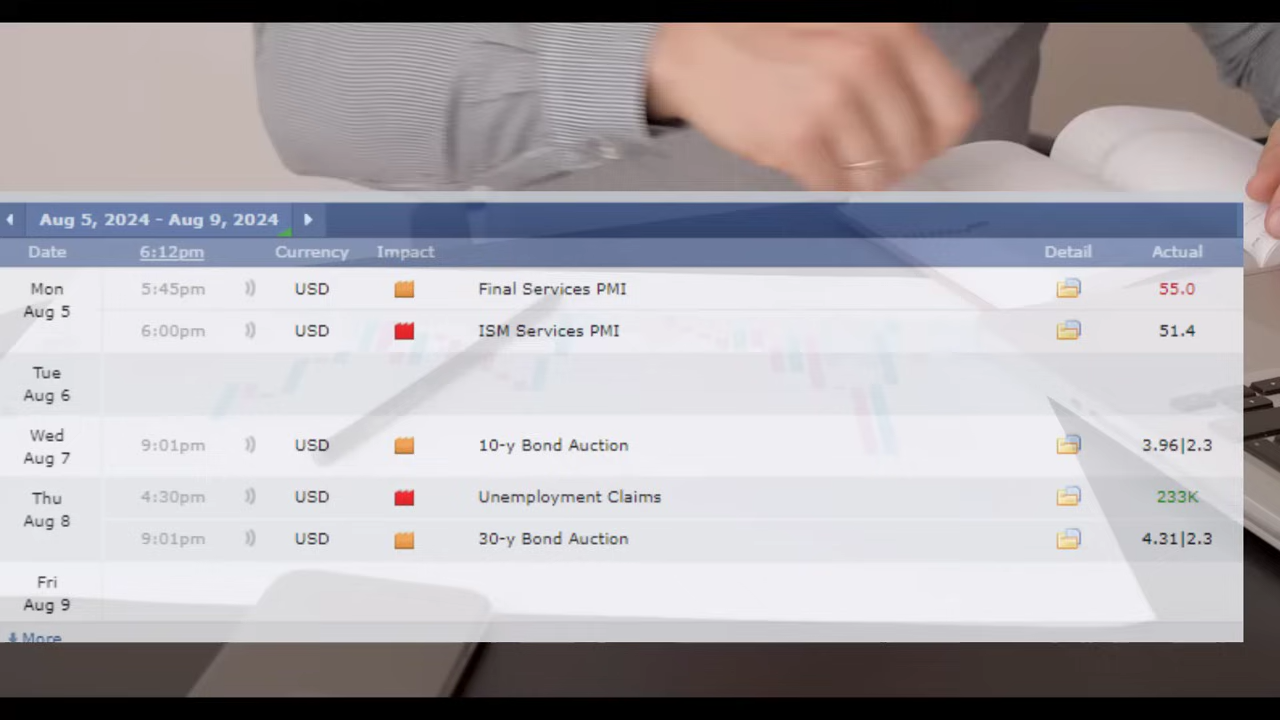 Aug 5, 2024 - Aug 9, 2024
Date 6:12pm Currency Impact Detail Actual
Mon
Aug 5
5:45pm USD Final Services PMI 55.0
6:00pm USD ISM Services PMI 51.4
Tue
Aug 6
Wed
Aug 7
9:01pm USD 10-y Bond Auction 3.96|2.3
Thu
Aug 8
4:30pm USD Unemployment Claims 233K
9:01pm USD 30-y Bond Auction 4.31|2.3
Fri
Aug 9
More